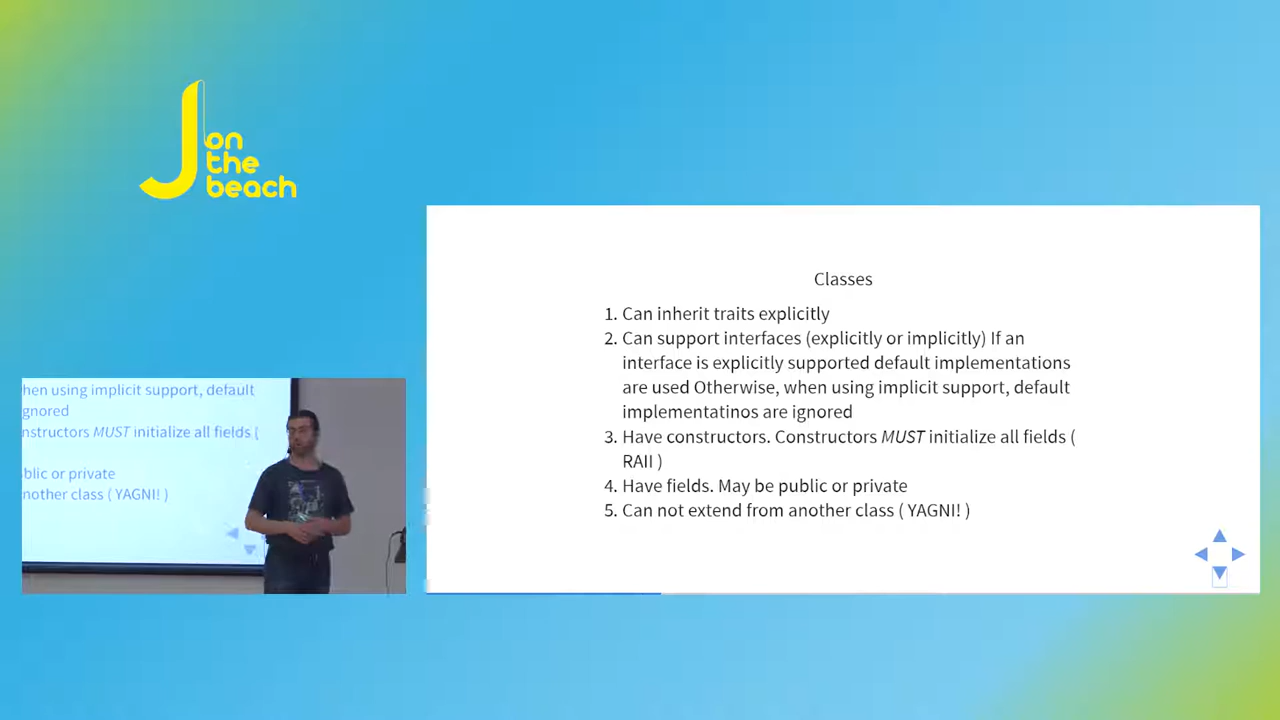 J on
the
beach
Classes
1. Can inherit traits explicitly
2. Can support interfaces (explicitly or implicitly) If an
interface is explicitly supported default implementations
are used Otherwise, when using implicit support, default
implementatinos are ignored
3. Have constructors. Constructors MUST initialize all fields (
RAII )
4. Have fields. May be public or private
5. Can not extend from another class ( YAGNI! )
hen using implicit support, default
gnored
nstructors MUST initialize all fields (
blic or private
nother class ( YAGNI! )